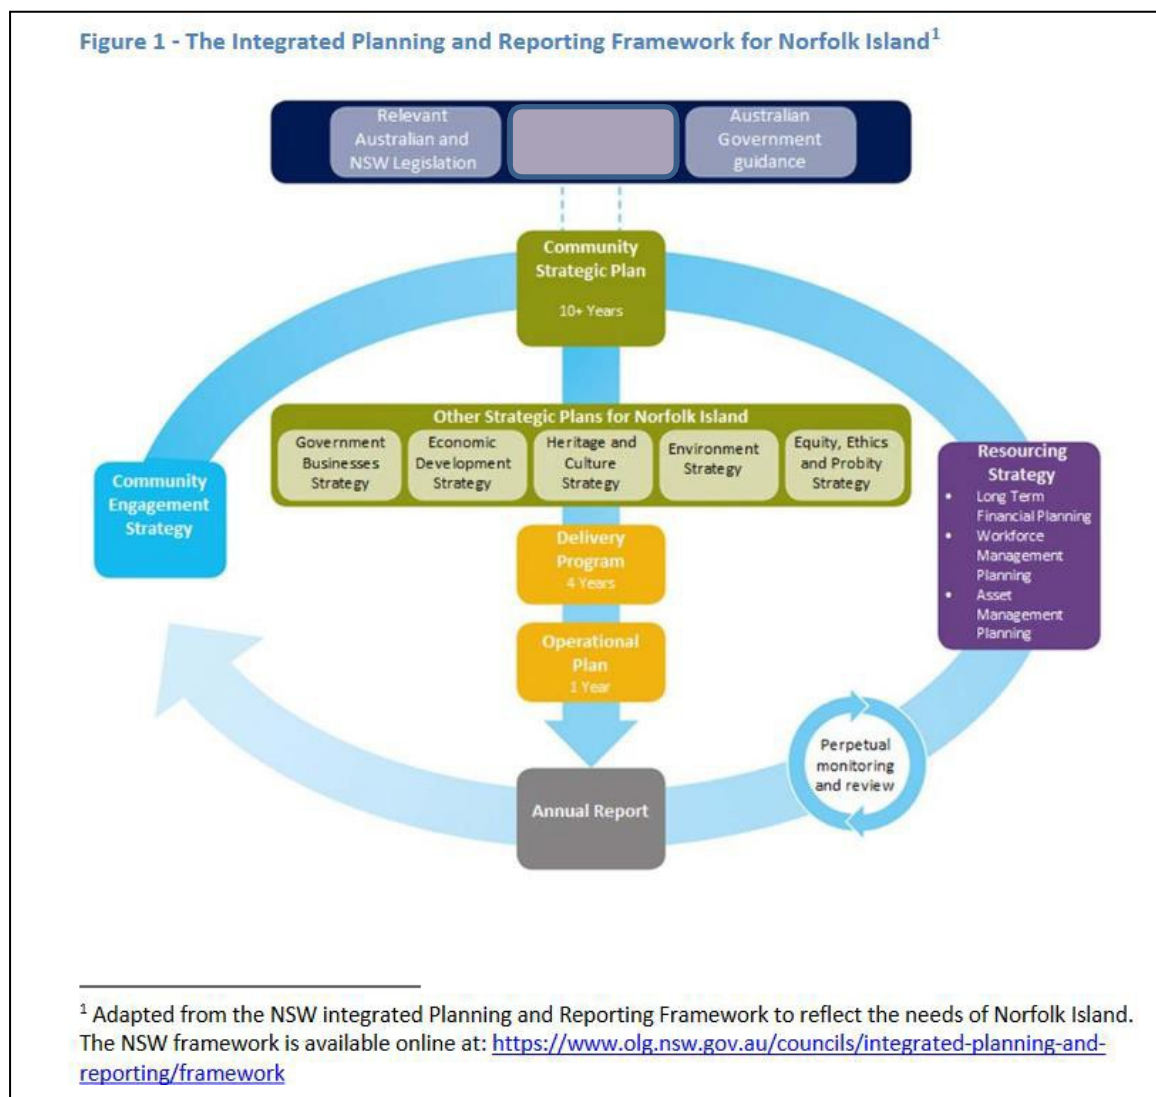 Figure 1 - The Integrated Planning and Reporting Framework for Norfolk Island1
Relevant
Australian and
NSW Legislation
Australian
Government
guidance
Community
Strategic Plan
10+ Years
Other Strategic Plans for Norfolk Island
Government
Businesses
Strategy
Economic
Development
Strategy
Heritage and
Culture
Strategy
Environment
Strategy
Equity, Ethics
and Probity
Strategy
Community
Engagement
Strategy
Resourcing
Strategy
• Long Term
Financial Planning
• Workforce
Management
Planning
• Asset
Management
Planning
Delivery
Program
4 Years
Operational
Plan
1 Year
Perpetual
monitoring
and review
Annual Report
1 Adapted from the NSW integrated Planning and Reporting Framework to reflect the needs of Norfolk Island.
The NSW framework is available online at: https://www.olg.nsw.gov.au/councils/integrated-planning-and-
reporting/framework